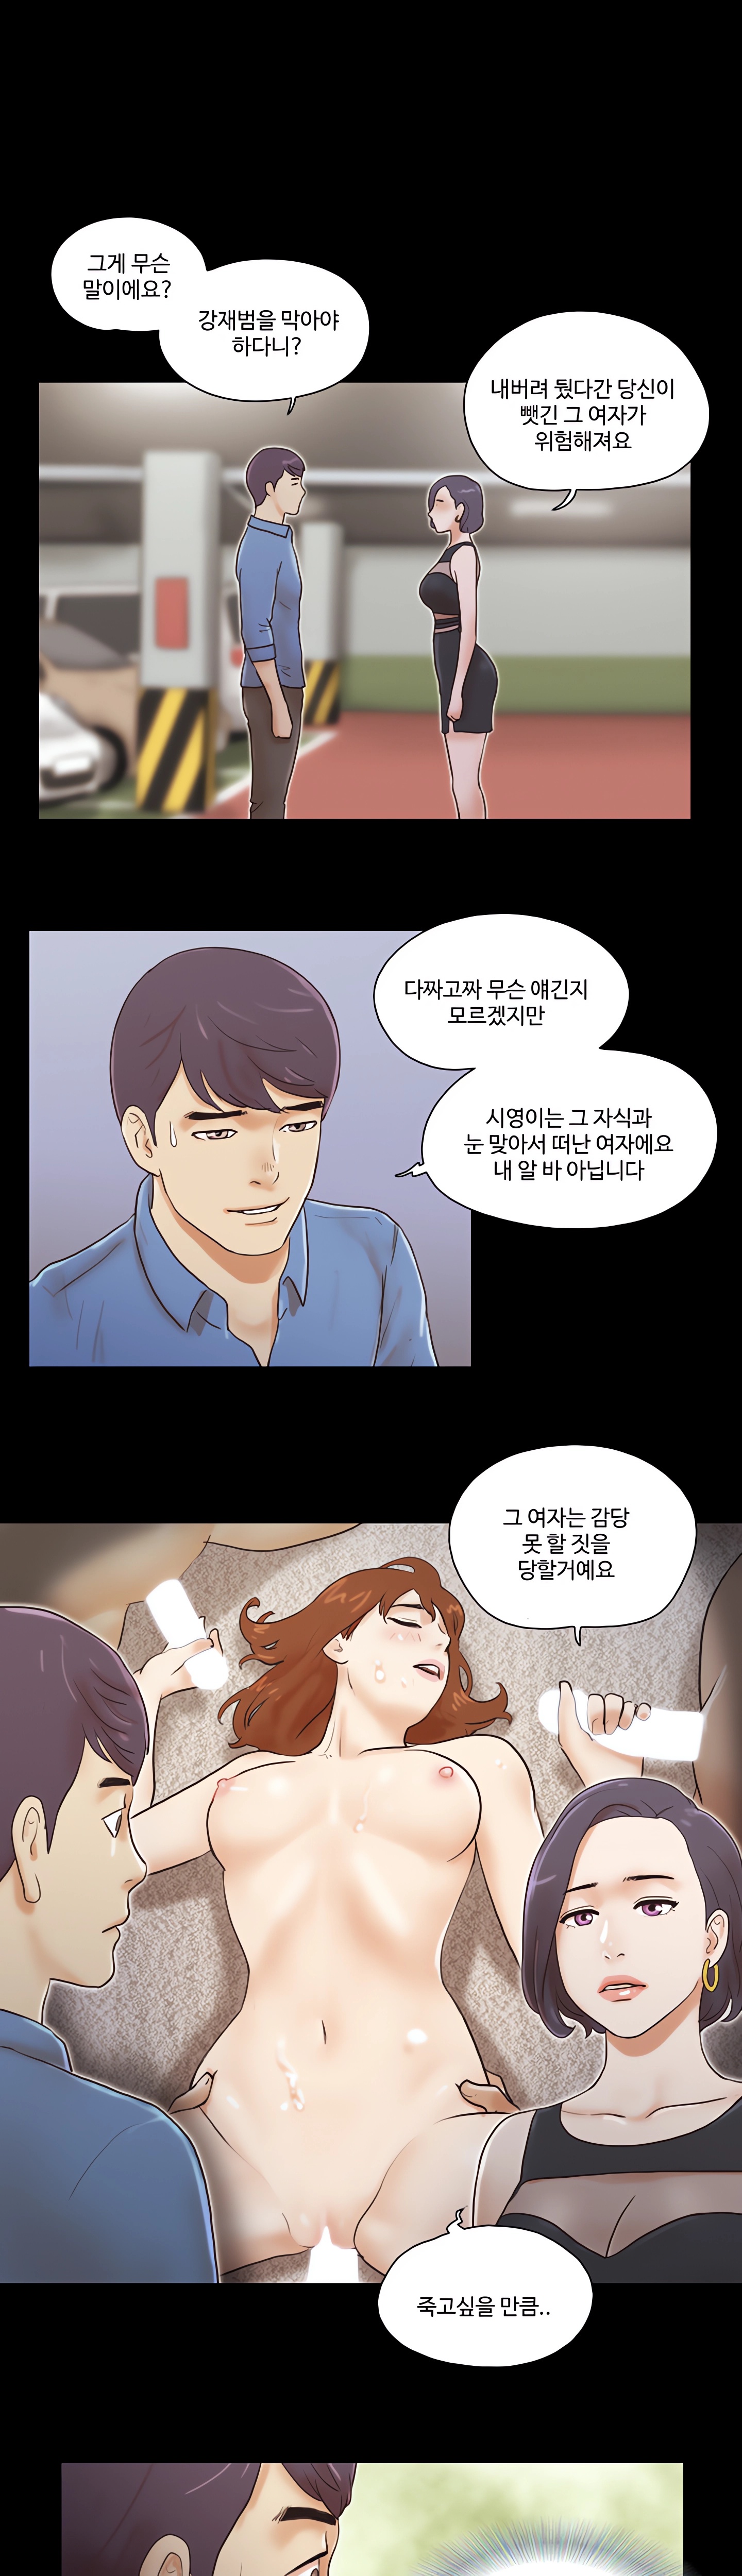 그게 무슨
말이에요?
강재범을 막아야
하다니?
내버려 뒀다간 당신이
뺏긴 그 여자가
위험해져요
다짜고짜 무슨 얘긴지
모르겠지만
시영이는 그 자식과
눈 맞아서 떠난 여자에요
내 알 바 아닙니다
그 여자는 감당
못 할 짓을
당할거예요
죽고싶을 만큼..